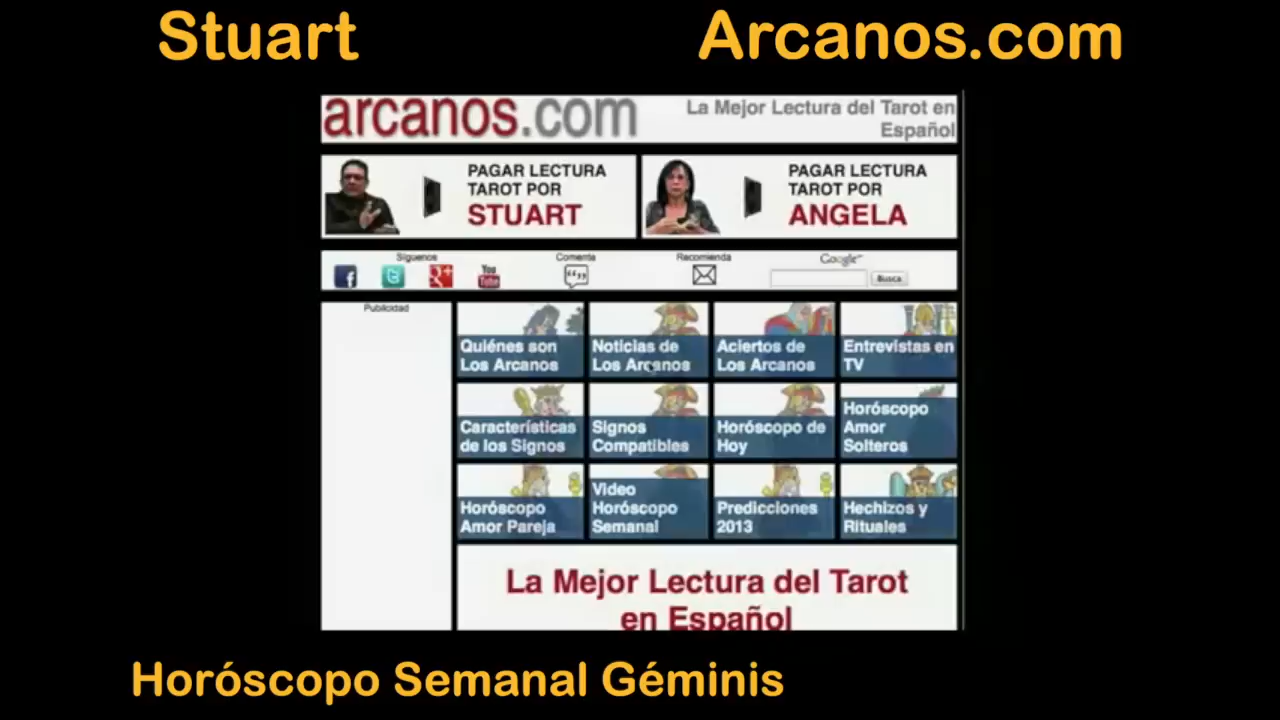 Stuart
Arcanos.com
arcanos.com
La Mejor Lectura del Tarot en
Español
PAGAR LECTURA
TAROT POR
STUART
PAGAR LECTURA
TAROT POR
ANGELA
Síguenos
Comenta
Recomienda
Google™
f
t
g+
You
Tube
Busca
Publicidad
Quiénes son
Los Arcanos
Noticias de
Los Arcanos
Aciertos de
Los Arcanos
Entrevistas en
TV
Características
de los Signos
Signos
Compatibles
Horóscopo de
Hoy
Horóscopo
Amor
Solteros
Horóscopo
Amor Pareja
Video
Horóscopo
Semanal
Predicciones
2013
Hechizos y
Rituales
La Mejor Lectura del Tarot
en Español
Horóscopo Semanal Géminis